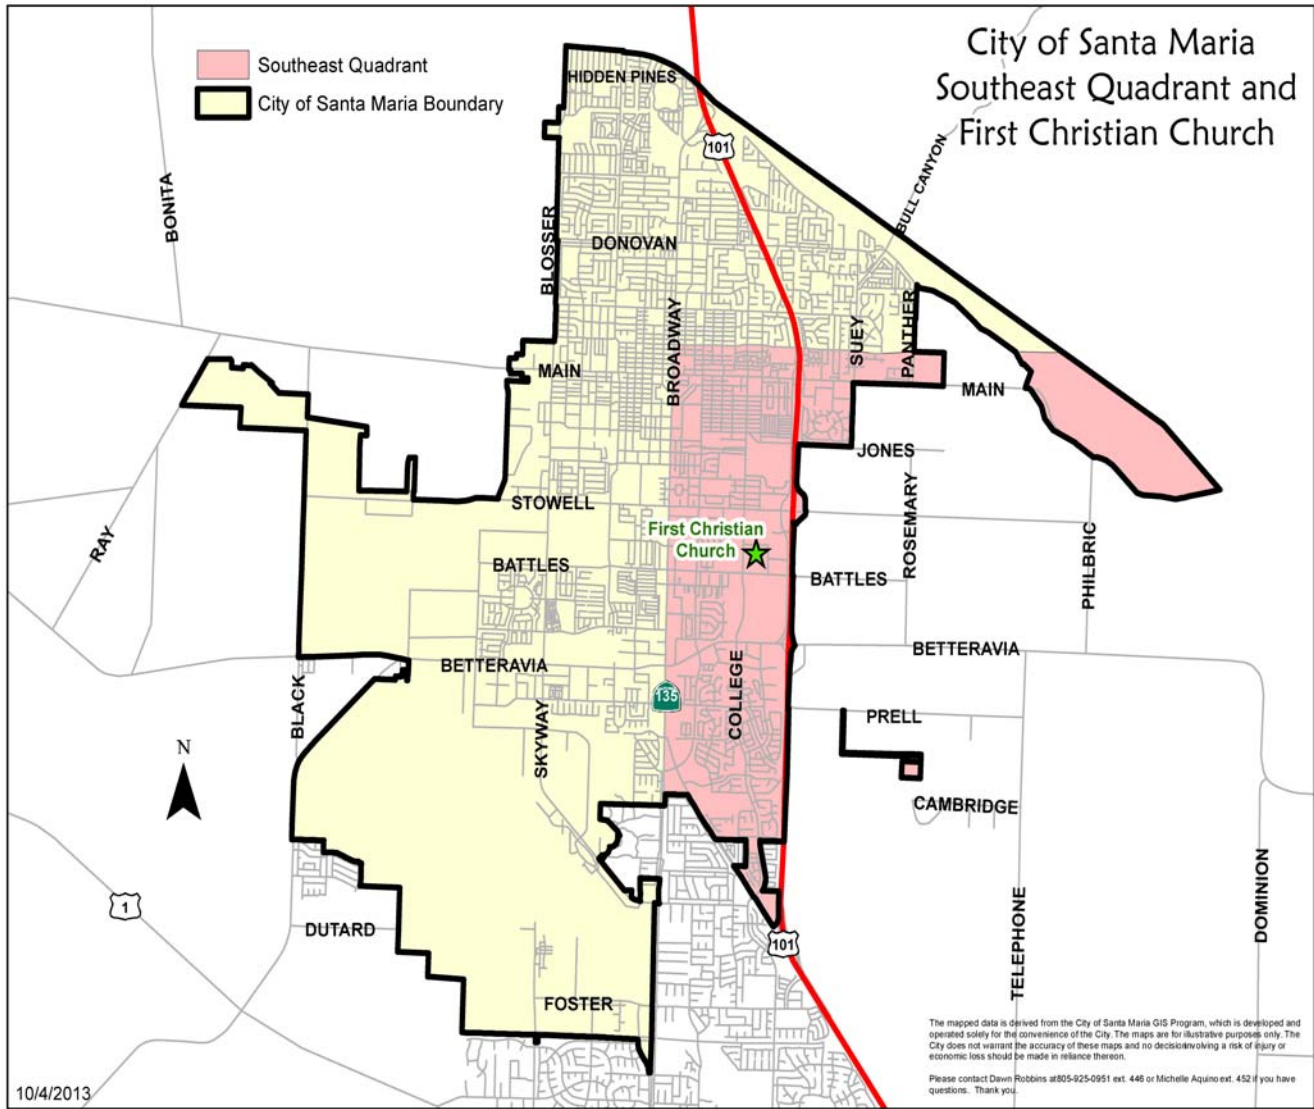 City of Santa Maria
Southeast Quadrant and
First Christian Church
Southeast Quadrant
City of Santa Maria Boundary
HIDDEN PINES
101
BULL CANYON
BONITA
BLOSSER
DONOVAN
BROADWAY
SUEY
PANTHER
MAIN
MAIN
JONES
STOWELL
ROSEMARY
RAY
First Christian
Church
BATTLES
BATTLES
PHILBRIC
BETTERAVIA
BETTERAVIA
COLLEGE
135
BLACK
SKYWAY
PRELL
N
CAMBRIDGE
1
DUTARD
101
TELEPHONE
DOMINION
FOSTER
The mapped data is derived from the City of Santa Maria GIS Program, which is developed and
operated solely for the convenience of the City. The maps are for illustrative purposes only. The
City does not warrant the accuracy of these maps and no decision involving a risk of injury or
economic loss should be made in reliance thereon.
Please contact Dawn Robbins at 805-925-0951 ext. 446 or Michelle Aquino ext. 452 if you have
questions. Thank you.
10/4/2013